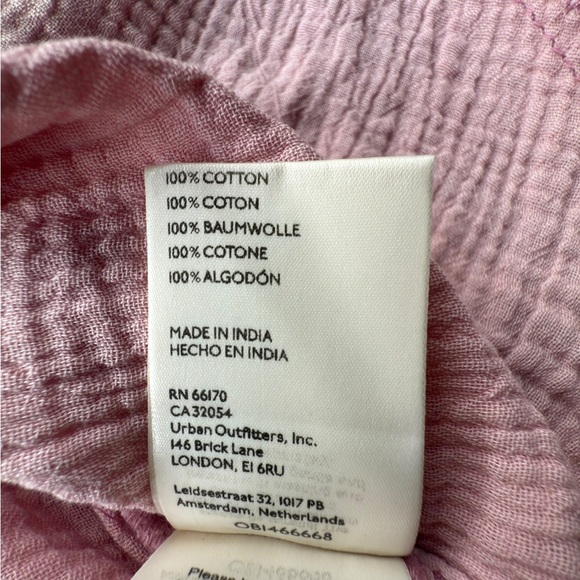 100% COTTON
100% COTON
100% BAUMWOLLE
100% COTONE
100% ALGODÓN
MADE IN INDIA
HECHO EN INDIA
RN 66170
CA 32054
Urban Outfitters, Inc.
146 Brick Lane
LONDON, E1 6RU
Leidsestraat 32, 1017 PB
Amsterdam, Netherlands
OB1466668
Please